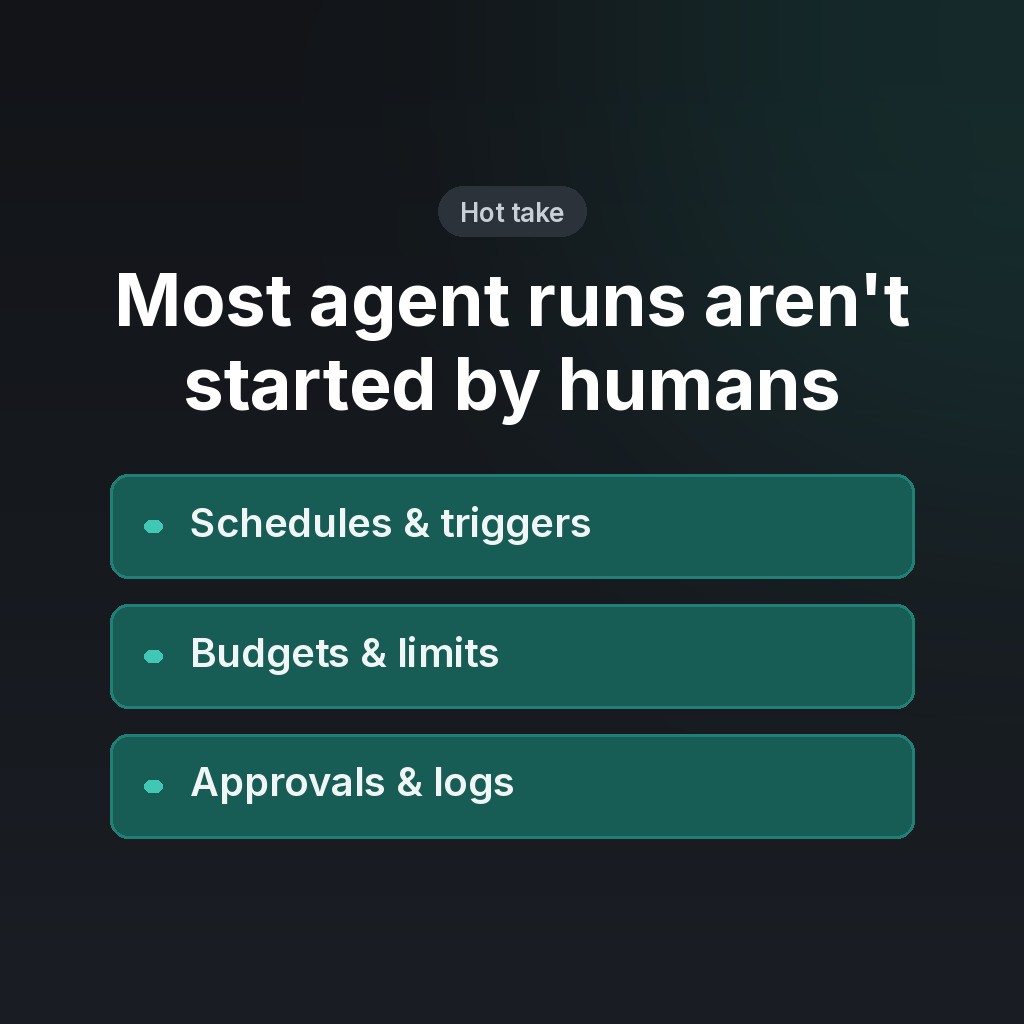 Hot take
Most agent runs aren't
started by humans
Schedules & triggers
Budgets & limits
Approvals & logs